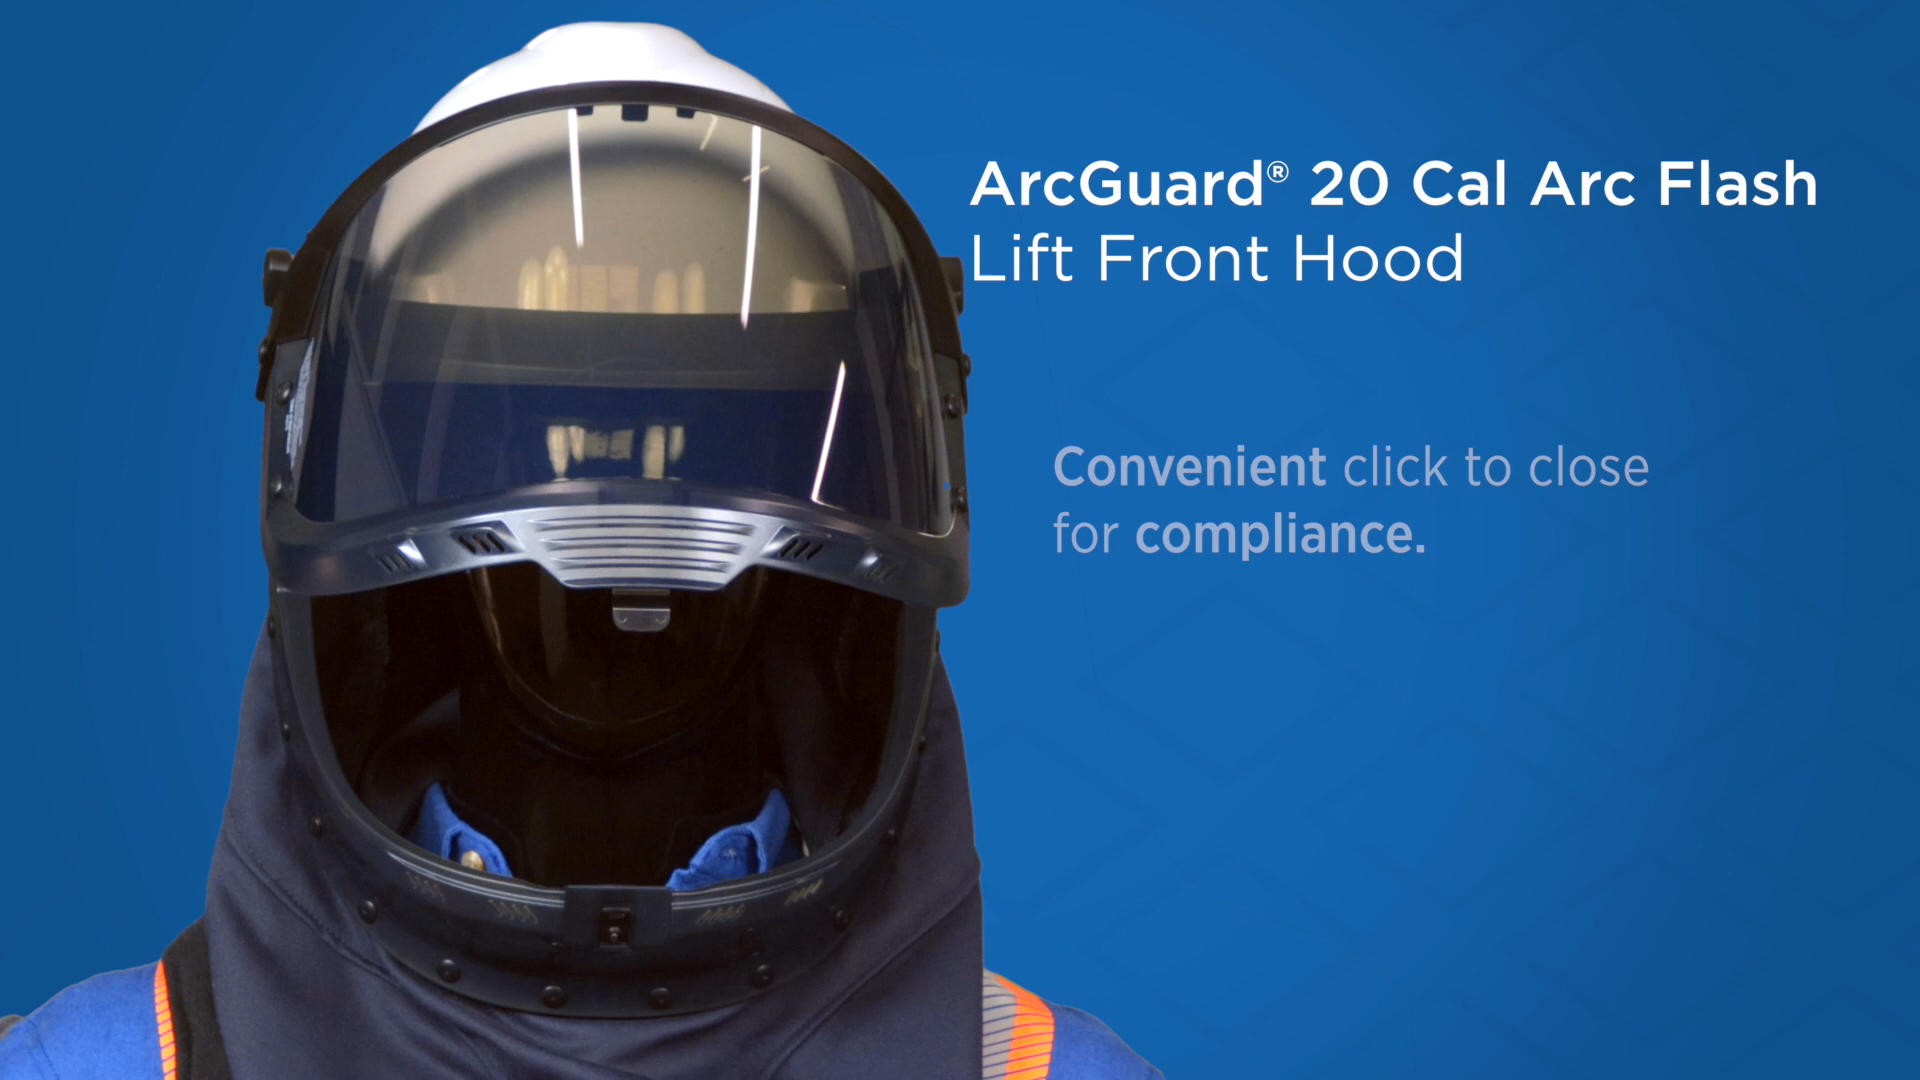 ArcGuard® 20 Cal Arc Flash
Lift Front Hood
Convenient click to close
for compliance.